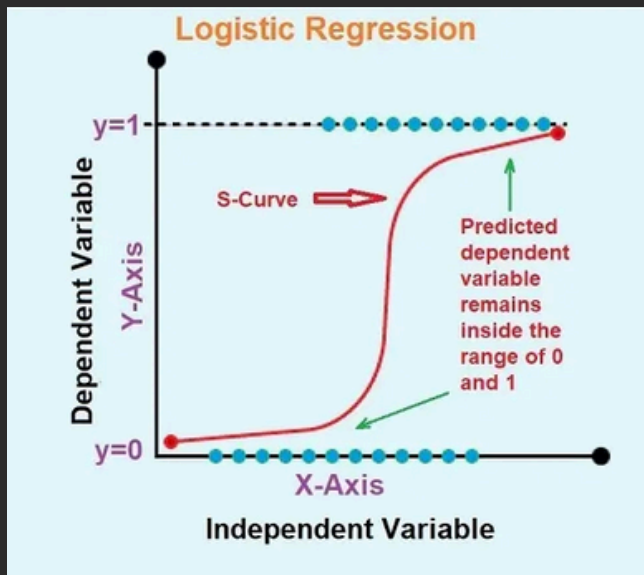 Logistic Regression
y=1
S-Curve
Predicted
dependent
variable
remains
inside the
range of 0
and 1
Dependent Variable
Y-Axis
y=0
X-Axis
Independent Variable